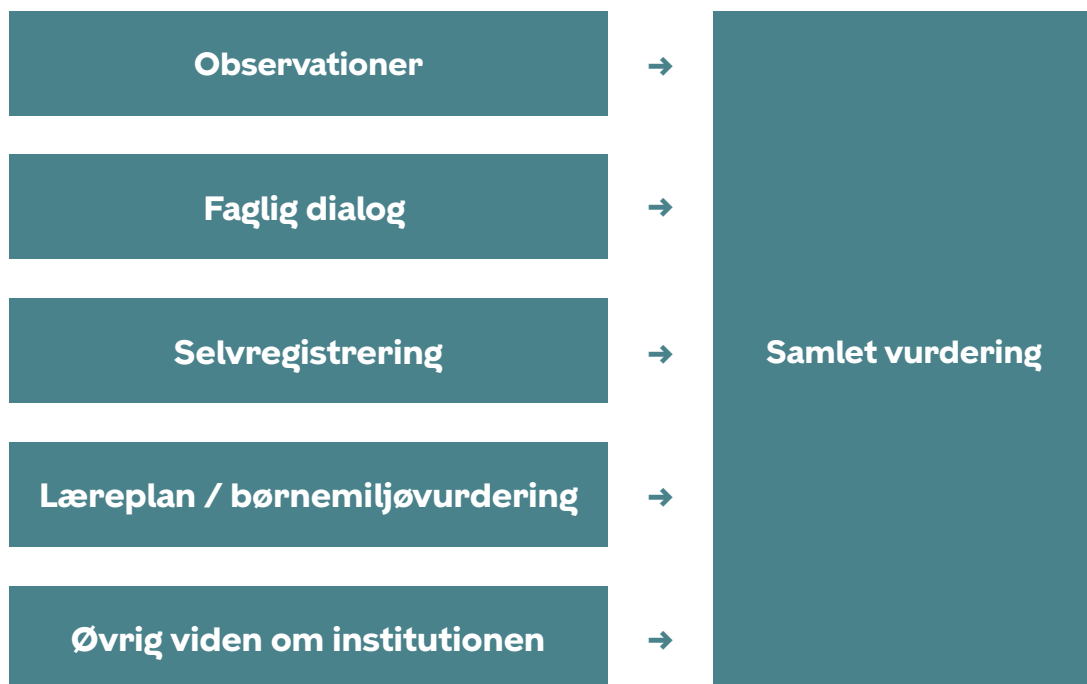 Observationer
Faglig dialog
Selvregistrering
Læreplan / børnemiljøvurdering
Øvrig viden om institutionen
Samlet vurdering